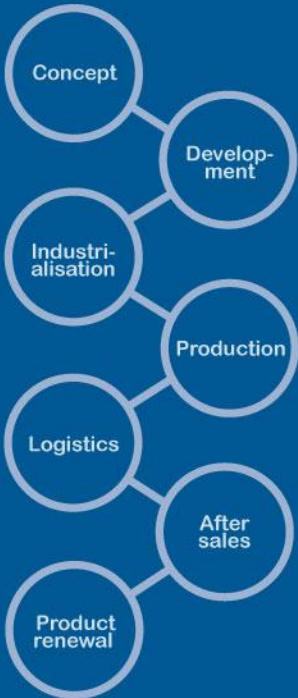 Concept
Develop-
ment
Industri-
alisation
Production
Logistics
After
sales
Product
renewal